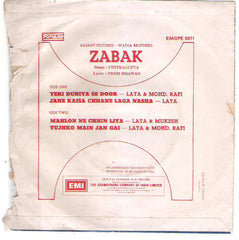 EMGPE 5011
BASANT PICTURES - WADIA BROTHERS
ZABAK
Music : CHITRAGUPTA
Lyrics : PREM DHAWAN
SIDE ONE
TERI DUNIYA SE DOOR — LATA & MOHD. RAFI
JANE KAISA CHHANE LAGA NASHA — LATA
SIDE TWO
MAHLON NE CHHIN LIYA — LATA & MUKESH
TUJHKO MAIN JAN GAI — LATA & MOHD. RAFI
EMI
THE GRAMOPHONE COMPANY OF INDIA LIMITED